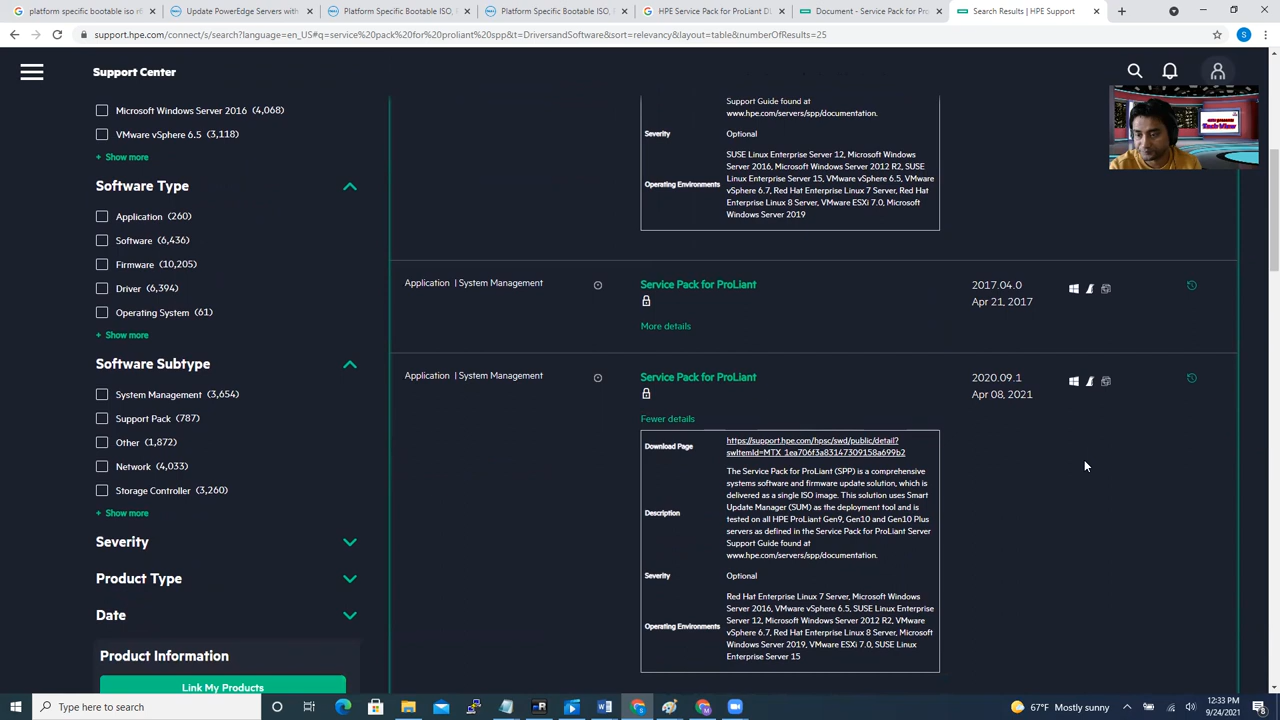 platform specific bootable iso r
Update PowerEdge Servers with
Platform Specific Bootable ISO,
Platform Specific Bootable ISO,
HPE Service Pack for ProLiant DL
Document - Service Pack for Pro
Search Results | HPE Support
support.hpe.com/connect/s/search?language=en_US#q=service%20pack%20for%20proliant%20spp&t=DriversandSoftware&sort=relevancy&layout=table&numberOfResults=25
S
Support Center
Tech View
Microsoft Windows Server 2016 (4,068)
VMware vSphere 6.5 (3,118)
+ Show more
Software Type
Application (260)
Software (6,436)
Firmware (10,205)
Driver (6,394)
Operating System (61)
+ Show more
Software Subtype
System Management (3,654)
Support Pack (787)
Other (1,872)
Network (4,033)
Storage Controller (3,260)
+ Show more
Severity
Product Type
Date
Product Information
Link My Products
Support Guide found at
www.hpe.com/servers/spp/documentation.
Severity
Optional
Operating Environments
SUSE Linux Enterprise Server 12, Microsoft Windows
Server 2016, Microsoft Windows Server 2012 R2, SUSE
Linux Enterprise Server 15, VMware vSphere 6.5, VMware
vSphere 6.7, Red Hat Enterprise Linux 7 Server, Red Hat
Enterprise Linux 8 Server, VMware ESXi 7.0, Microsoft
Windows Server 2019
Application | System Management
Service Pack for ProLiant
More details
2017.04.0
Apr 21, 2017
Application | System Management
Service Pack for ProLiant
Fewer details
2020.09.1
Apr 08, 2021
Download Page
https://support.hpe.com/hpsc/swd/public/detail?
swItemId=MTX_1ea706f3a83147309158a699b2
Description
The Service Pack for ProLiant (SPP) is a comprehensive
systems software and firmware update solution, which is
delivered as a single ISO image. This solution uses Smart
Update Manager (SUM) as the deployment tool and is
tested on all HPE ProLiant Gen9, Gen10 and Gen10 Plus
servers as defined in the Service Pack for ProLiant Server
Support Guide found at
www.hpe.com/servers/spp/documentation.
Severity
Optional
Operating Environments
Red Hat Enterprise Linux 7 Server, Microsoft Windows
Server 2016, VMware vSphere 6.5, SUSE Linux Enterprise
Server 12, Microsoft Windows Server 2012 R2, VMware
vSphere 6.7, Red Hat Enterprise Linux 8 Server, Microsoft
Windows Server 2019, VMware ESXi 7.0, SUSE Linux
Enterprise Server 15
Type here to search
67°F Mostly sunny
12:33 PM
9/24/2021